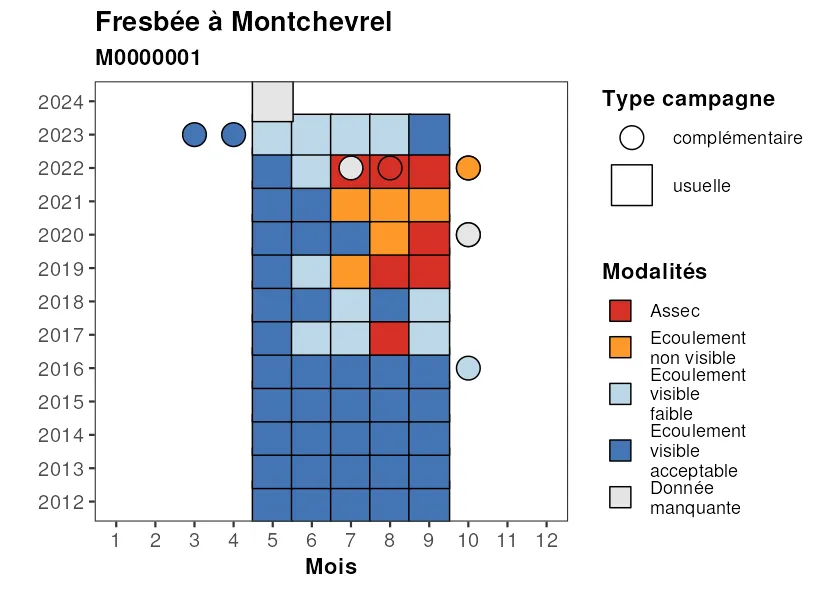 Fresbée à Montchevrel
M0000001
2024
2023
2022
2021
2020
2019
2018
2017
2016
2015
2014
2013
2012
1 2 3 4 5 6 7 8 9 10 11 12
Mois
Type campagne
complémentaire
usuelle
Modalités
Assec
Ecoulement
non visible
Ecoulement
visible
faible
Ecoulement
visible
acceptable
Donnée
manquante